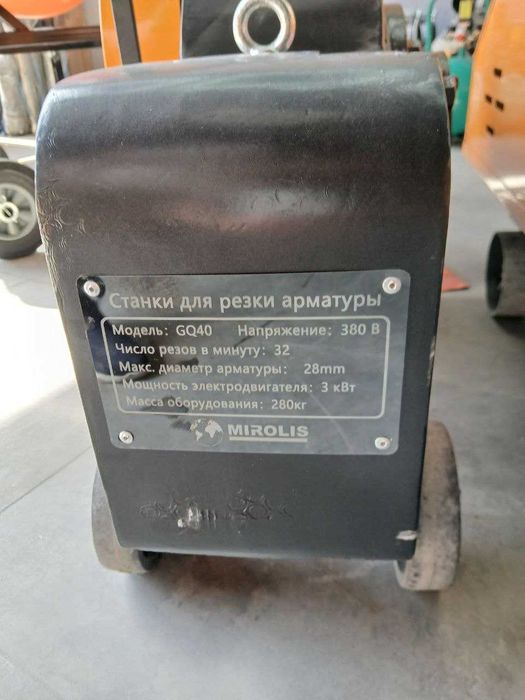 Станки для резки арматуры
Модель: GQ40 Напряжение: 380 В
Число резов в минуту: 32
Макс. диаметр арматуры: 28mm
Мощность электродвигателя: 3 кВт
Масса оборудования: 280кг
MIROLIS